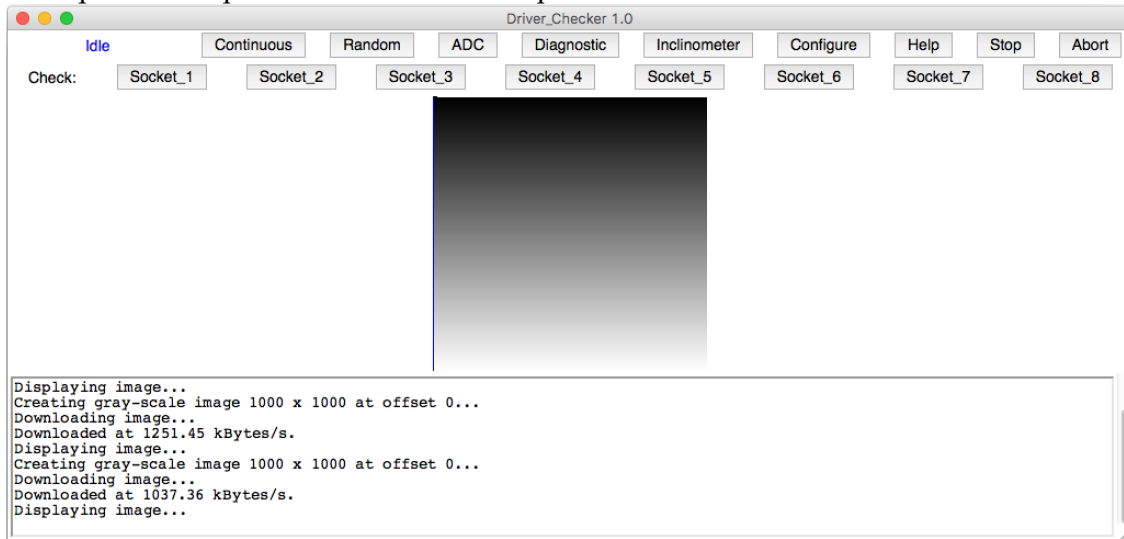 Driver_Checker 1.0
Idle Continuous Random ADC Diagnostic Inclinometer Configure Help Stop Abort
Check: Socket_1 Socket_2 Socket_3 Socket_4 Socket_5 Socket_6 Socket_7 Socket_8
Displaying image...
Creating gray-scale image 1000 x 1000 at offset 0...
Downloading image...
Downloaded at 1251.45 kBytes/s.
Displaying image...
Creating gray-scale image 1000 x 1000 at offset 0...
Downloading image...
Downloaded at 1037.36 kBytes/s.
Displaying image...